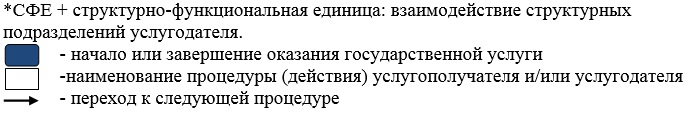 *СФЕ + структурно-функциональная единица: взаимодействие структурных
подразделений услугодателя.
- начало или завершение оказания государственной услуги
-наименование процедуры (действия) услугополучателя и/или услугодателя
- переход к следующей процедуре